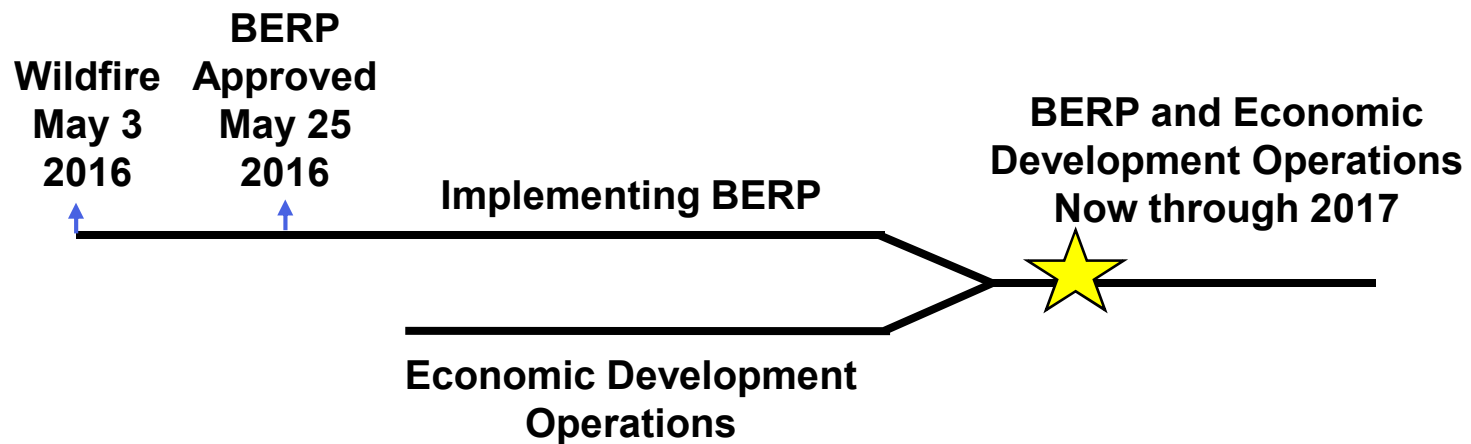 Wildfire
May 3
2016
BERP
Approved
May 25
2016
Implementing BERP
BERP and Economic
Development Operations
Now through 2017
Economic Development
Operations